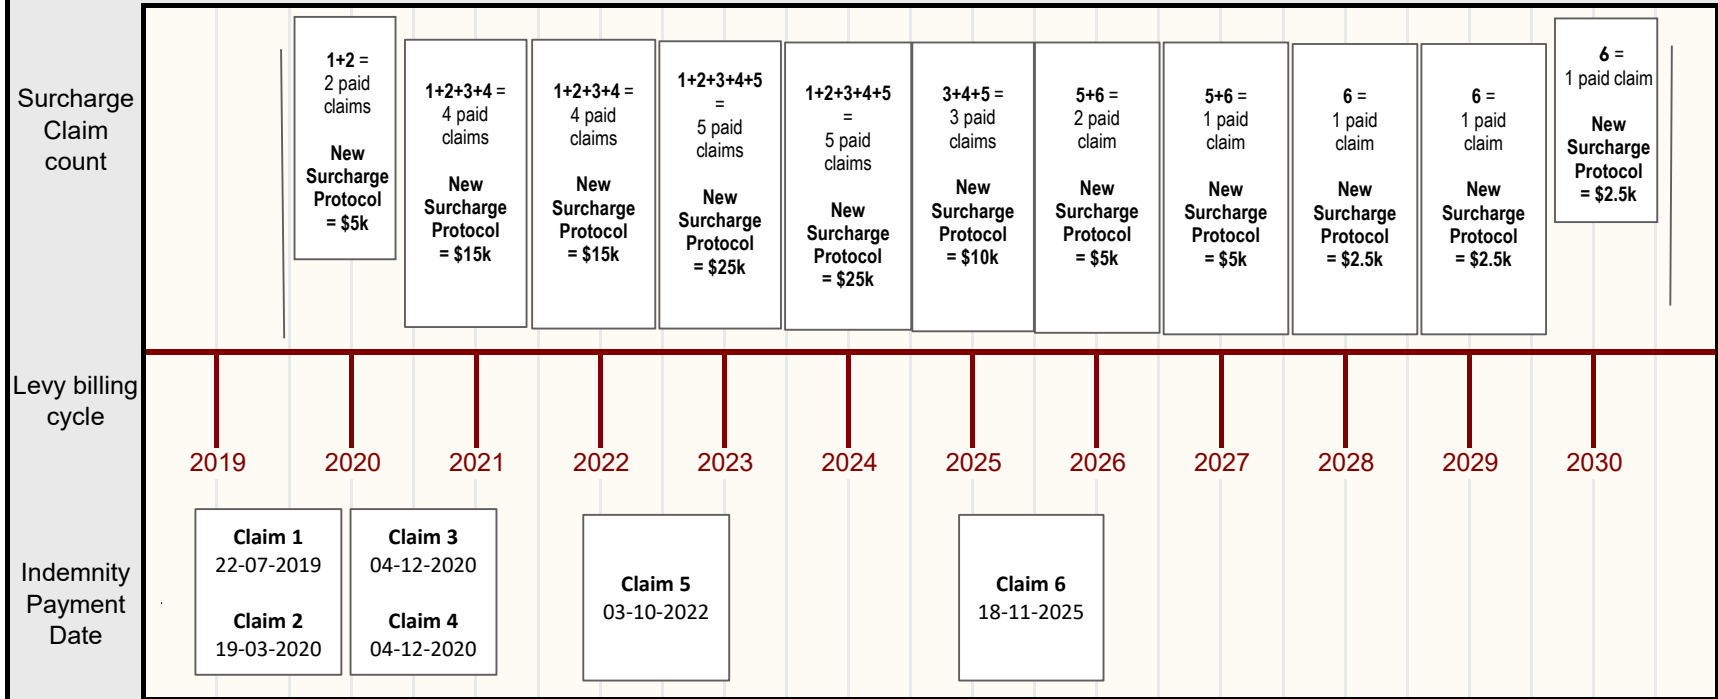 Surcharge
Claim
count
1+2 =
2 paid
claims
New
Surcharge
Protocol
= $5k
1+2+3+4 =
4 paid
claims
New
Surcharge
Protocol
= $15k
1+2+3+4 =
4 paid
claims
New
Surcharge
Protocol
= $15k
1+2+3+4+5
=
5 paid
claims
New
Surcharge
Protocol
= $25k
1+2+3+4+5
=
5 paid
claims
New
Surcharge
Protocol
= $25k
3+4+5 =
3 paid
claims
New
Surcharge
Protocol
= $10k
5+6 =
2 paid
claim
New
Surcharge
Protocol
= $5k
5+6 =
1 paid
claim
New
Surcharge
Protocol
= $5k
6 =
1 paid
claim
New
Surcharge
Protocol
= $2.5k
6 =
1 paid
claim
New
Surcharge
Protocol
= $2.5k
6 =
1 paid claim
New
Surcharge
Protocol
= $2.5k
Levy billing
cycle
2019 2020 2021 2022 2023 2024 2025 2026 2027 2028 2029 2030
Indemnity
Payment
Date
Claim 1
22-07-2019
Claim 2
19-03-2020
Claim 3
04-12-2020
Claim 4
04-12-2020
Claim 5
03-10-2022
Claim 6
18-11-2025